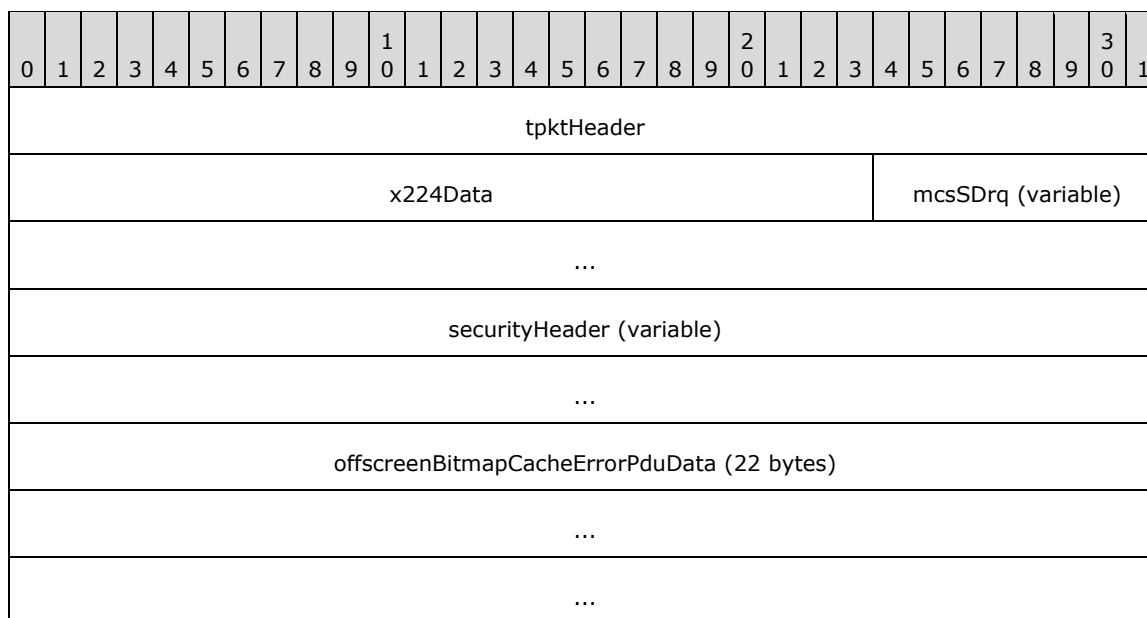 1 2 3
0 1 2 3 4 5 6 7 8 9 0 1 2 3 4 5 6 7 8 9 0 1 2 3 4 5 6 7 8 9 0 1
tpktHeader
x224Data mcsSDrq (variable)
...
securityHeader (variable)
...
offscreenBitmapCacheErrorPduData (22 bytes)
...
...